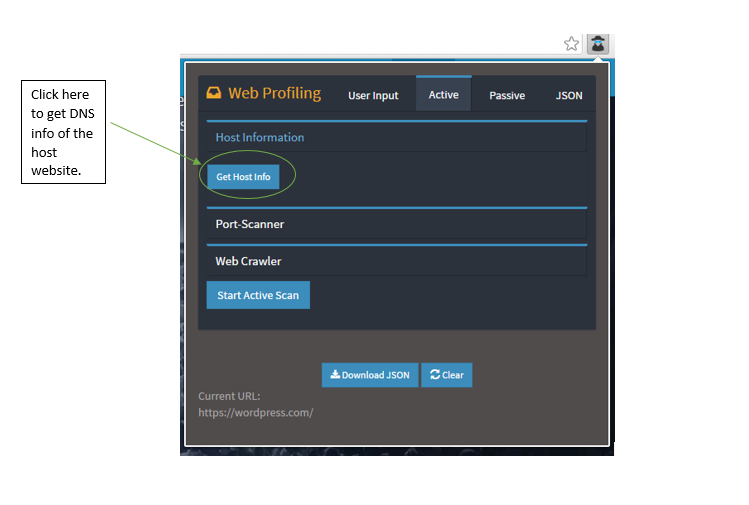 Click here
to get DNS
info of the
host
website.
Web Profiling
User Input
Active
Passive
JSON
Host Information
Get Host Info
Port-Scanner
Web Crawler
Start Active Scan
Download JSON
Clear
Current URL:
https://wordpress.com/